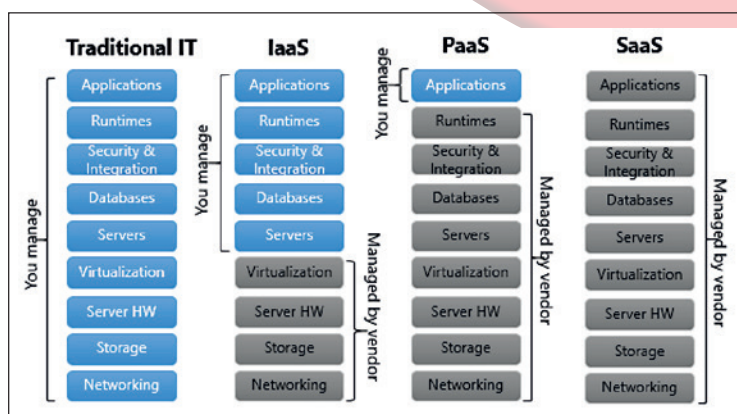 Traditional IT
IaaS
PaaS
SaaS
You manage
Applications
Runtimes
Security &
Integration
Databases
Servers
Virtualization
Server HW
Storage
Networking
You manage
Applications
Runtimes
Security &
Integration
Databases
Servers
Virtualization
Server HW
Storage
Networking
Managed by vendor
You manage
Applications
Runtimes
Security &
Integration
Databases
Servers
Virtualization
Server HW
Storage
Networking
Managed by vendor
Applications
Runtimes
Security &
Integration
Databases
Servers
Virtualization
Server HW
Storage
Networking
Managed by vendor